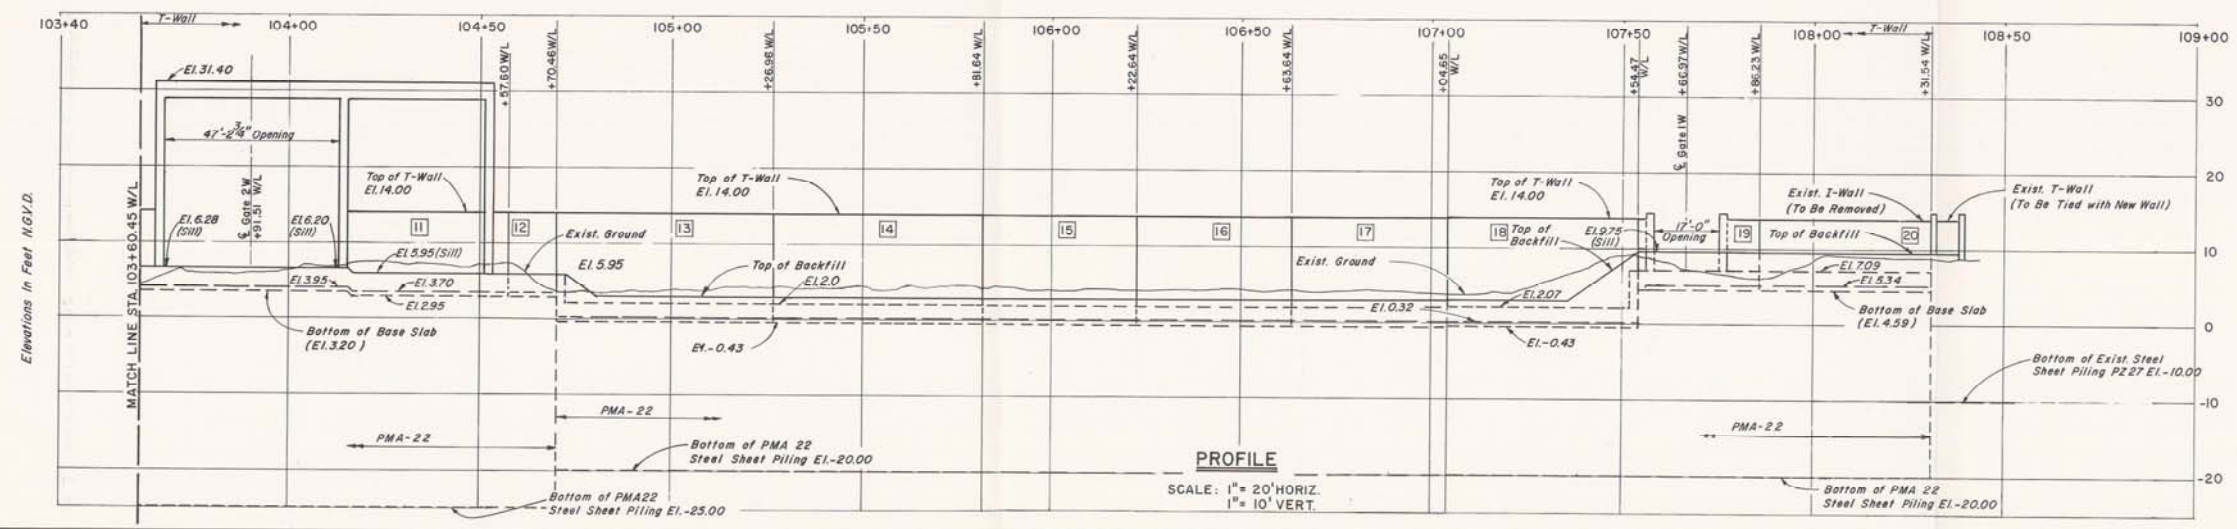 T-Wall
T-Wall
103+40
104+00
104+50
105+00
105+50
106+00
106+50
107+00
107+50
108+00
108+50
109+00
+57.60 W/L
+70.46 W/L
+26.96 W/L
+81.64 W/L
+22.64 W/L
+63.64 W/L
+04.65 W/L
+54.47 W/L
+66.97 W/L
+86.23 W/L
+31.54 W/L
El. 31.40
30
47'-2 3/4" Opening
℄ Gate 2W
+91.51 W/L
℄ Gate 1W
Top of T-Wall
El. 14.00
Top of T-Wall
El. 14.00
Top of T-Wall
El. 14.00
Exist. I-Wall
(To Be Removed)
Exist. T-Wall
(To Be Tied with New Wall)
20
El. 6.28
(Sill)
El. 6.20
(Sill)
11
12
13
14
15
16
17
18
19
20
El. 5.95 (Sill)
Exist. Ground
El. 5.95
Top of Backfill
El. 2.0
Exist. Ground
Top of
Backfill
El. 9.75
(Sill)
17'-0"
Opening
Top of Backfill
10
El. 3.95
El. 3.70
El. 2.95
El. 2.07
El. 0.32
El. 7.09
El. 5.34
Bottom of Base Slab
(El. 3.20)
El. -0.43
El. -0.43
Bottom of Base Slab
(El. 4.59)
0
Elevations In Feet N.G.V.D.
MATCH LINE STA. 103+60.45 W/L
Bottom of Exist. Steel
Sheet Piling PZ 27 El. -10.00
-10
PMA-22
PMA-22
PMA-22
Bottom of PMA 22
Steel Sheet Piling El. -20.00
Bottom of PMA22
Steel Sheet Piling El. -25.00
PROFILE
SCALE: 1" = 20' HORIZ.
1" = 10' VERT.
Bottom of PMA 22
Steel Sheet Piling El. -20.00
-20